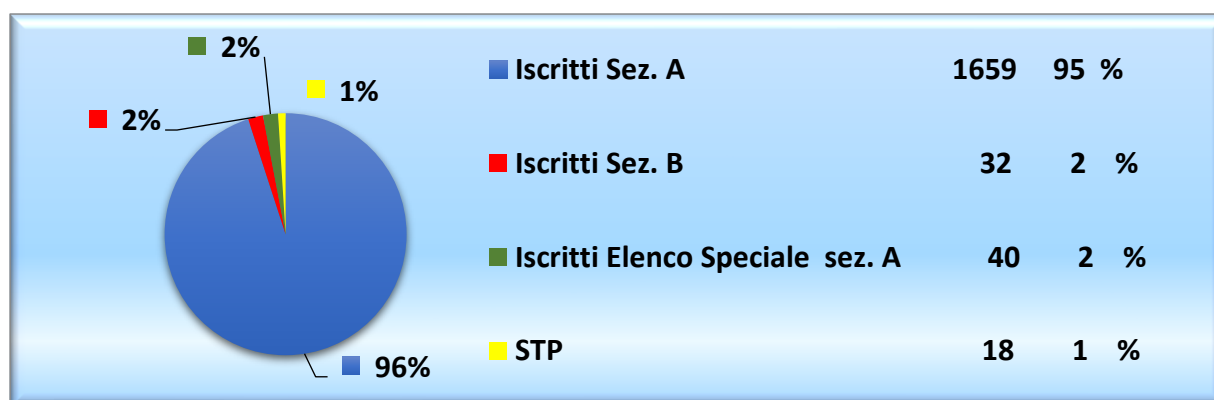 2%
1%
2%
96%
Iscritti Sez. A 1659 95 %
Iscritti Sez. B 32 2 %
Iscritti Elenco Speciale sez. A 40 2 %
STP 18 1 %